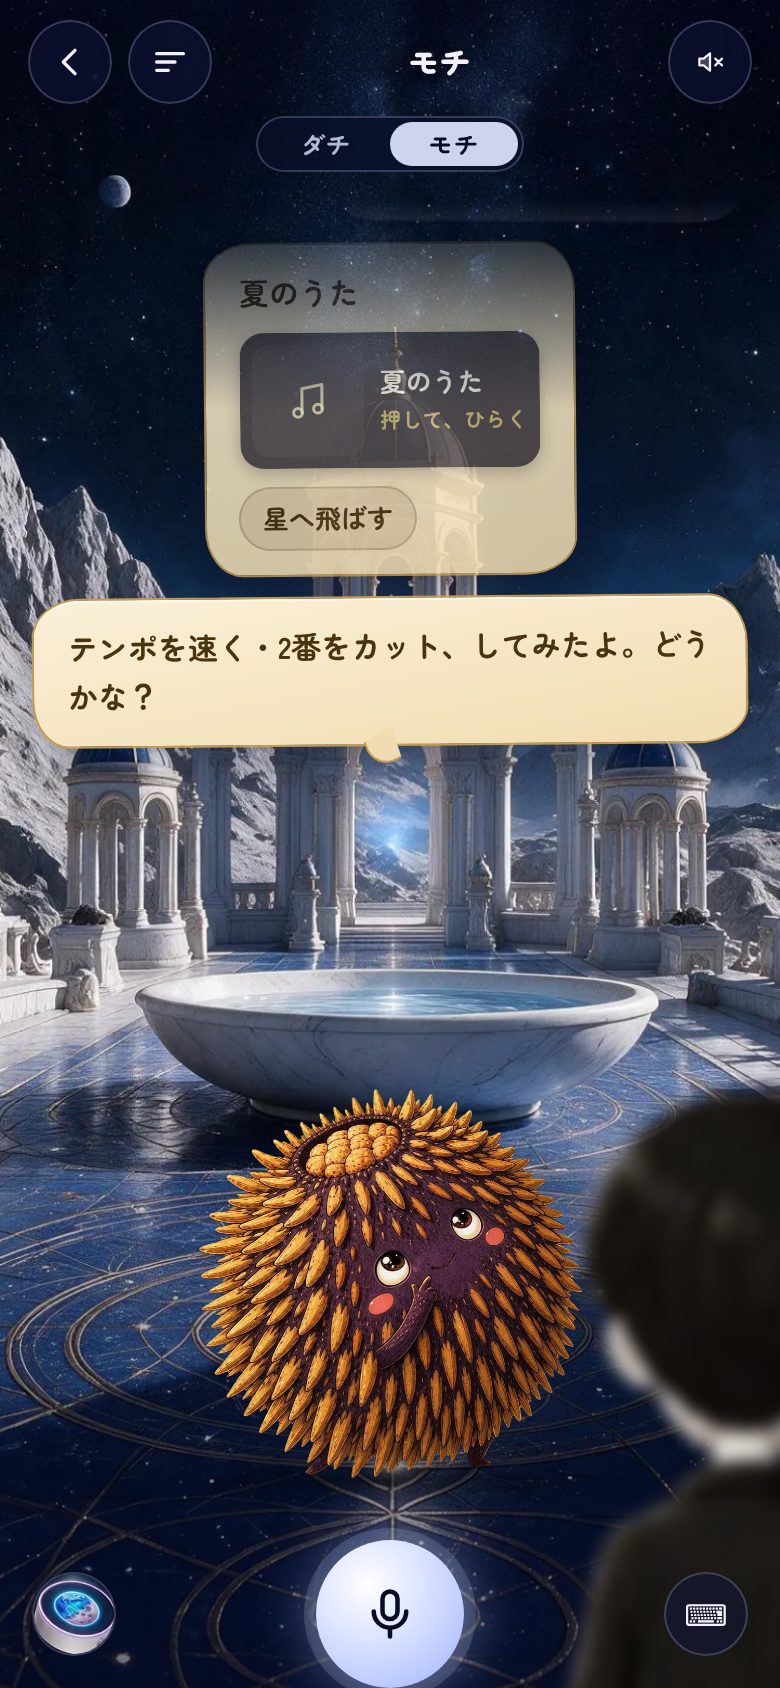 モチ
ダチ モチ
夏のうた
夏のうた
押して、ひらく
星へ飛ばす
テンポを速く・2番をカット、してみたよ。どう
かな？